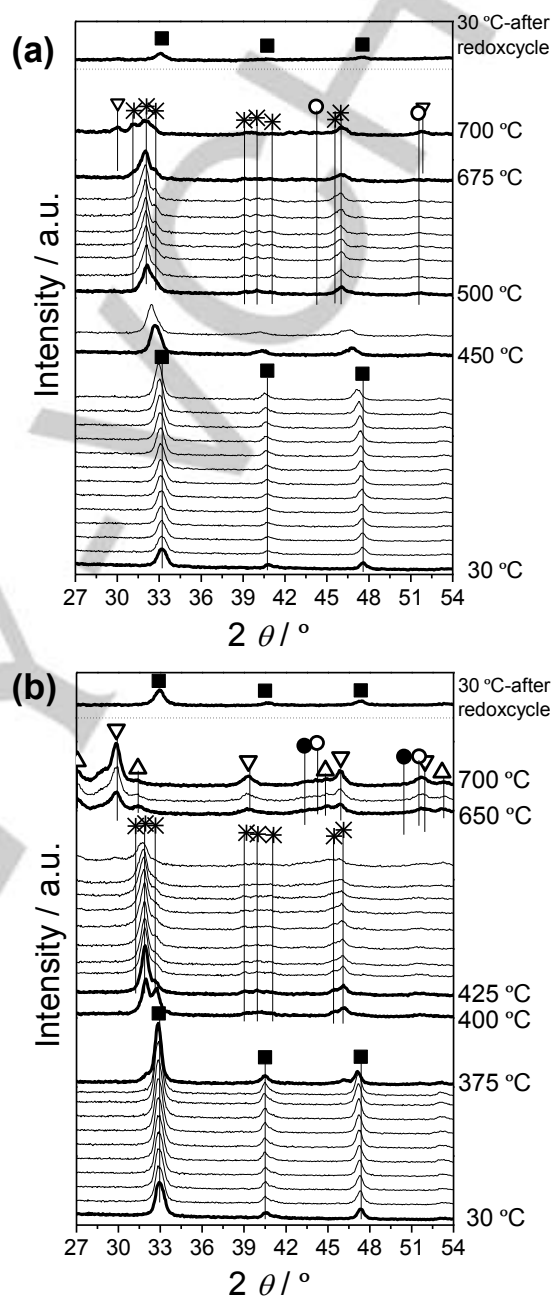 (a)
30 °C-after
redoxcycle
700 °C
675 °C
500 °C
450 °C
30 °C
Intensity / a.u.
27 30 33 36 39 42 45 48 51 54
2 θ / °
(b)
30 °C-after
redoxcycle
700 °C
650 °C
425 °C
400 °C
375 °C
30 °C
Intensity / a.u.
27 30 33 36 39 42 45 48 51 54
2 θ / °